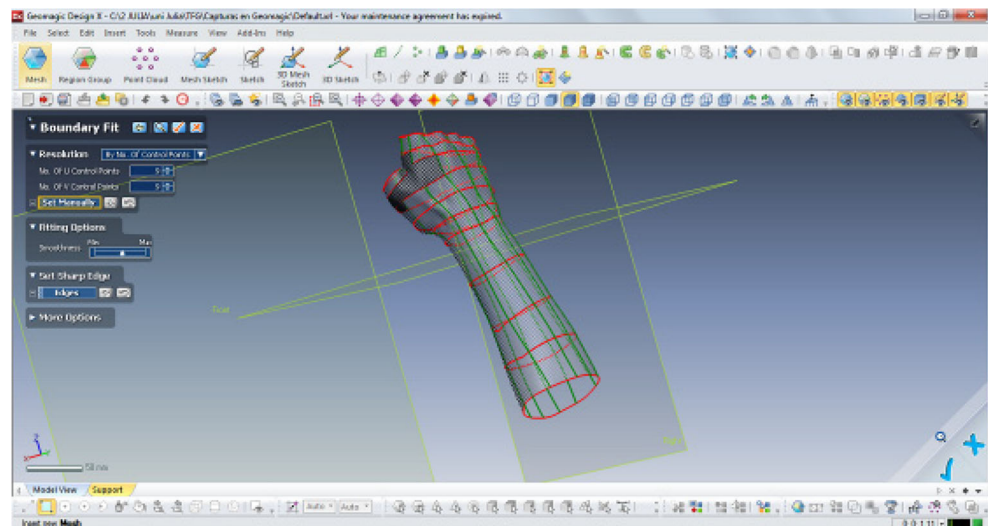 Geomagic Design X - C:\2 JULIA\uni Julia\TFG\Capturas en Geomagic\Default.xrl - Your maintenance agreement has expired.
File Select Edit Insert Tools Measure View Add-Ins Help
Mesh Region Group Point Cloud Mesh Sketch Sketch 3D Mesh Sketch 3D Sketch
Boundary Fit
Resolution By No. Of Control Points
No. Of U Control Points 5
No. Of V Control Points 5
Set Manually
Fitting Options
Smoothness Min Max
Set Sharp Edge
Edges
More Options
50 mm
Model View Support
Auto Auto
Insert new Mesh